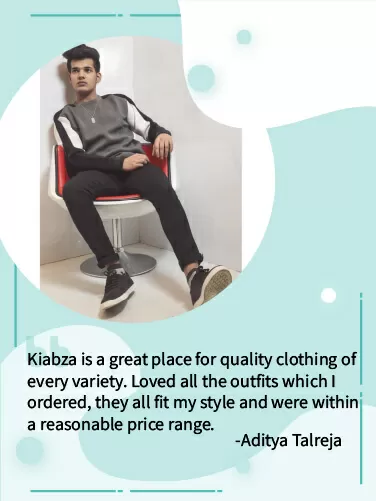 Kiabza is a great place for quality clothing of
every variety. Loved all the outfits which I
ordered, they all fit my style and were within
a reasonable price range.
-Aditya Talreja